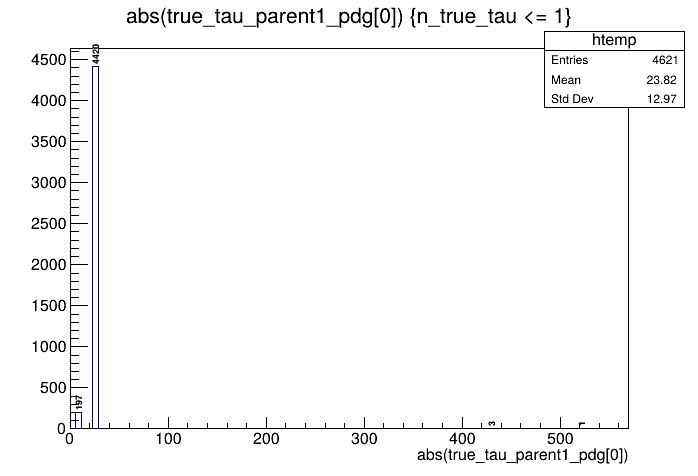 abs(true_tau_parent1_pdg[0]) {n_true_tau <= 1}
htemp
Entries 4621
Mean 23.82
Std Dev 12.97
4500
4000
3500
3000
2500
2000
1500
1000
500
0
4420
197
3
1
0 100 200 300 400 500
abs(true_tau_parent1_pdg[0])